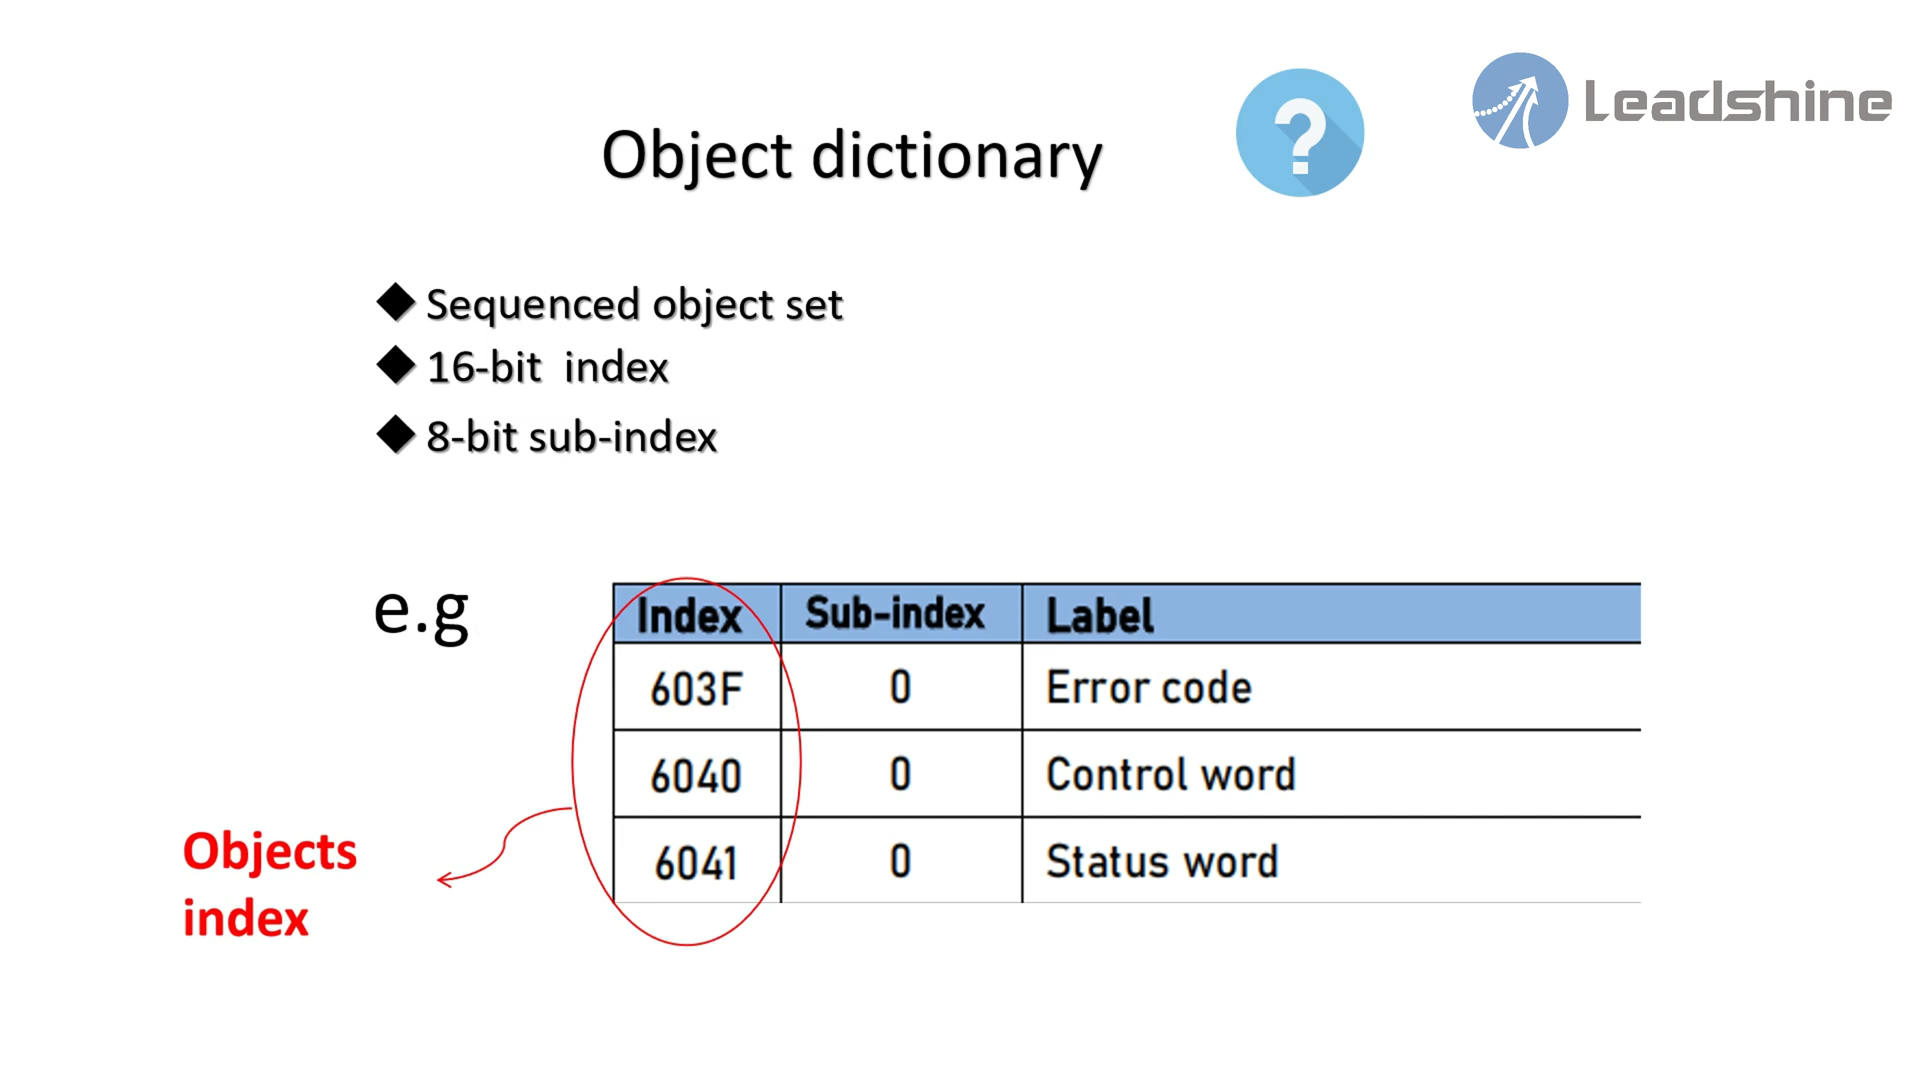 Leadshine
Object dictionary
?
Sequenced object set
16-bit index
8-bit sub-index
e.g
Index Sub-index Label
603F 0 Error code
6040 0 Control word
6041 0 Status word
Objects
index